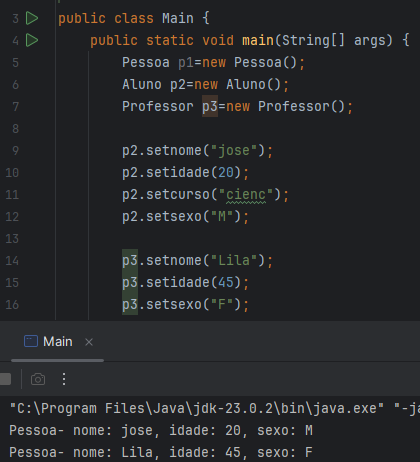 3 public class Main {
4 public static void main(String[] args) {
5 Pessoa p1=new Pessoa();
6 Aluno p2=new Aluno();
7 Professor p3=new Professor();
8
9 p2.setnome("jose");
10 p2.setidade(20);
11 p2.setcurso("cienc");
12 p2.setsexo("M");
13
14 p3.setnome("Lila");
15 p3.setidade(45);
16 p3.setsexo("F");
Main
"C:\Program Files\Java\jdk-23.0.2\bin\java.exe" "-ja
Pessoa- nome: jose, idade: 20, sexo: M
Pessoa- nome: Lila, idade: 45, sexo: F